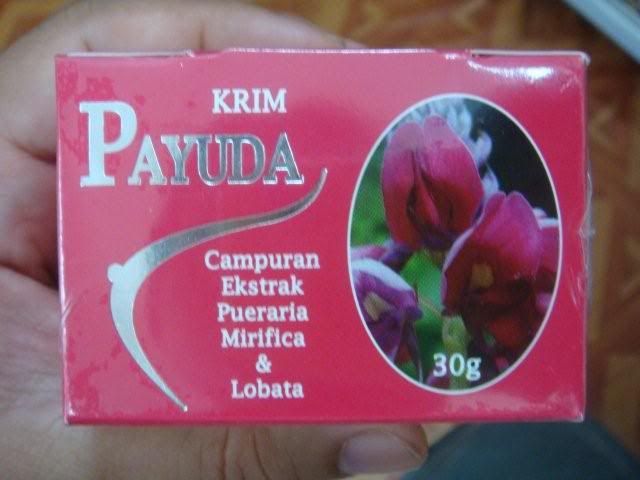 KRIM
PAYUDA
Campuran
Ekstrak
Pueraria
Mirifica
&
Lobata
30g